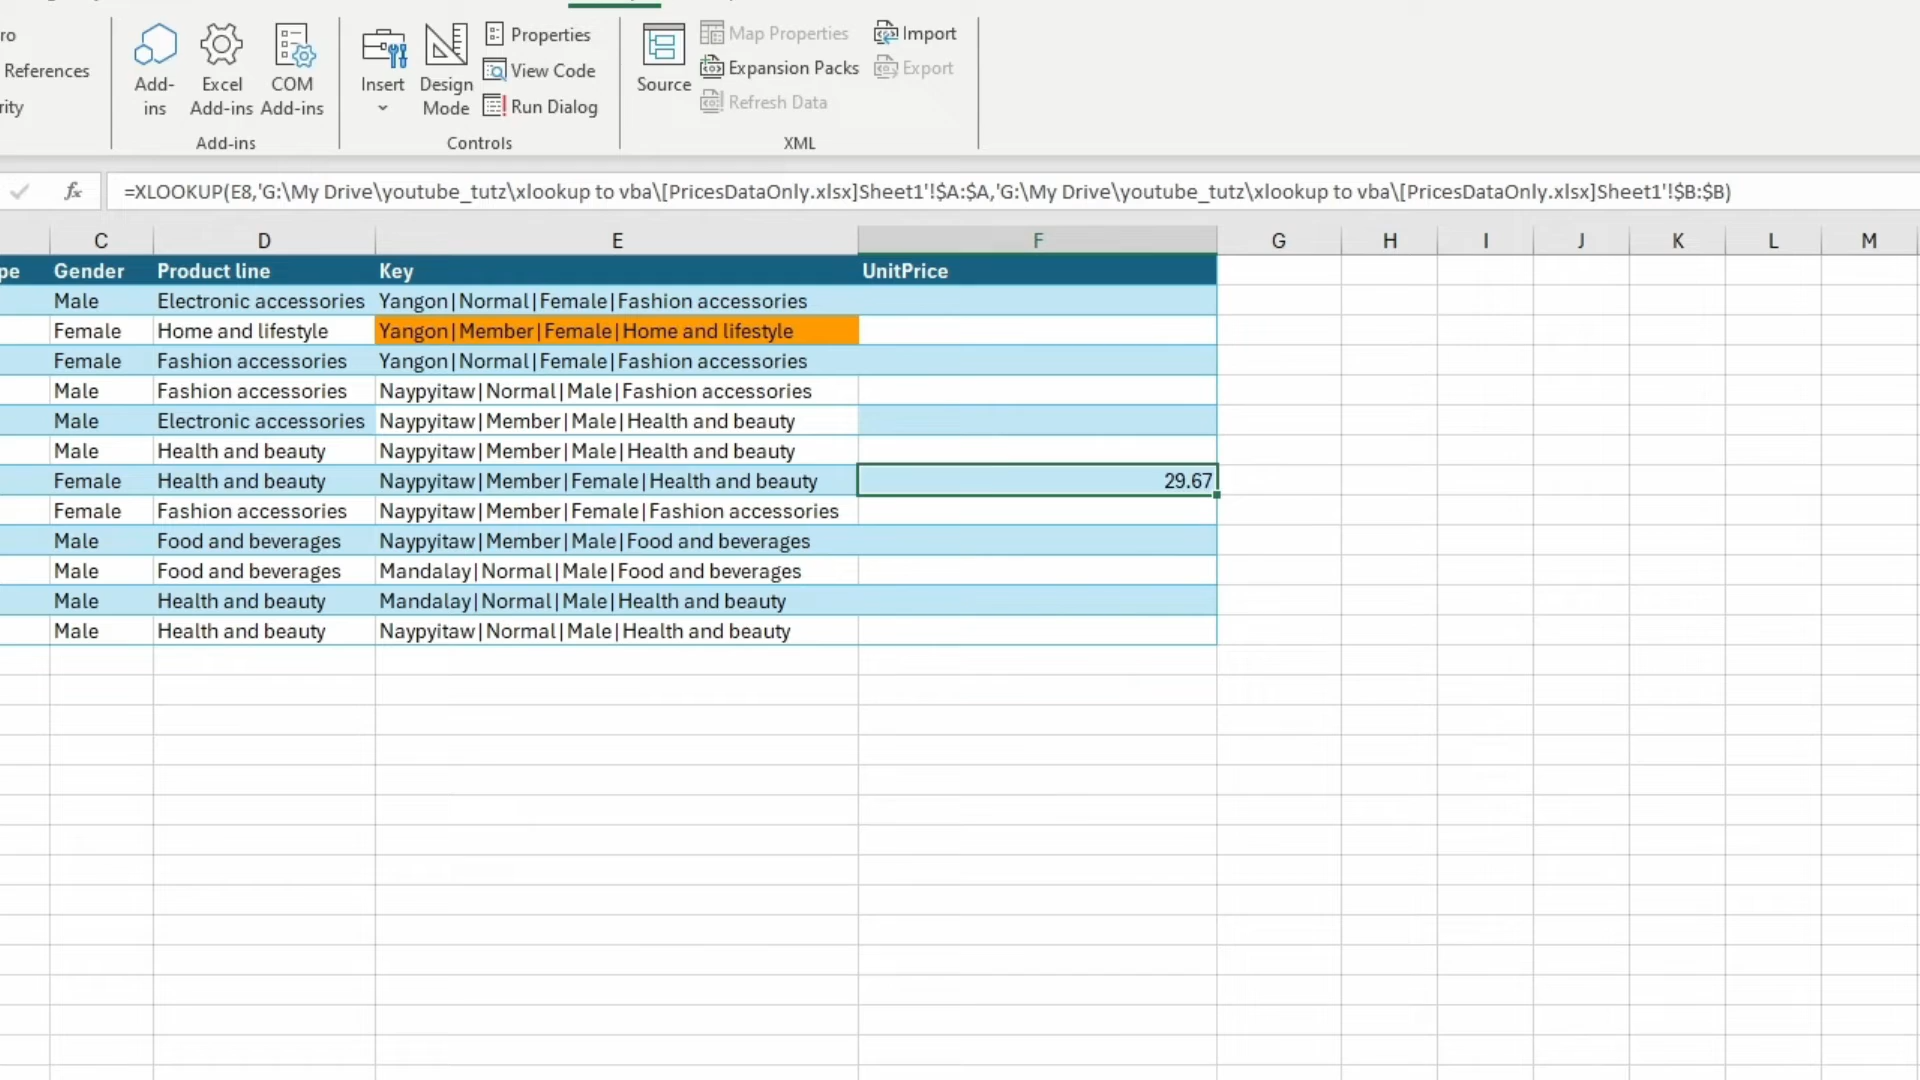 ro
References
rity
Add-
ins
Excel
Add-ins
COM
Add-ins
Add-ins
Insert
Design
Mode
Properties
View Code
Run Dialog
Controls
Source
Map Properties
Expansion Packs
Refresh Data
Import
Export
XML
fx
=XLOOKUP(E8,'G:\My Drive\youtube_tutz\xlookup to vba\[PricesDataOnly.xlsx]Sheet1'!$A:$A,'G:\My Drive\youtube_tutz\xlookup to vba\[PricesDataOnly.xlsx]Sheet1'!$B:$B)
C D E F G H I J K L M
pe Gender Product line Key UnitPrice
Male Electronic accessories Yangon|Normal|Female|Fashion accessories
Female Home and lifestyle Yangon|Member|Female|Home and lifestyle
Female Fashion accessories Yangon|Normal|Female|Fashion accessories
Male Fashion accessories Naypyitaw|Normal|Male|Fashion accessories
Male Electronic accessories Naypyitaw|Member|Male|Health and beauty
Male Health and beauty Naypyitaw|Member|Male|Health and beauty
Female Health and beauty Naypyitaw|Member|Female|Health and beauty 29.67
Female Fashion accessories Naypyitaw|Member|Female|Fashion accessories
Male Food and beverages Naypyitaw|Member|Male|Food and beverages
Male Food and beverages Mandalay|Normal|Male|Food and beverages
Male Health and beauty Mandalay|Normal|Male|Health and beauty
Male Health and beauty Naypyitaw|Normal|Male|Health and beauty